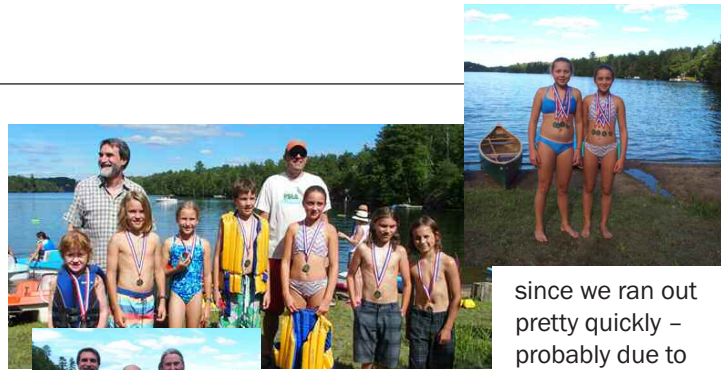 since we ran out
pretty quickly –
probably due to